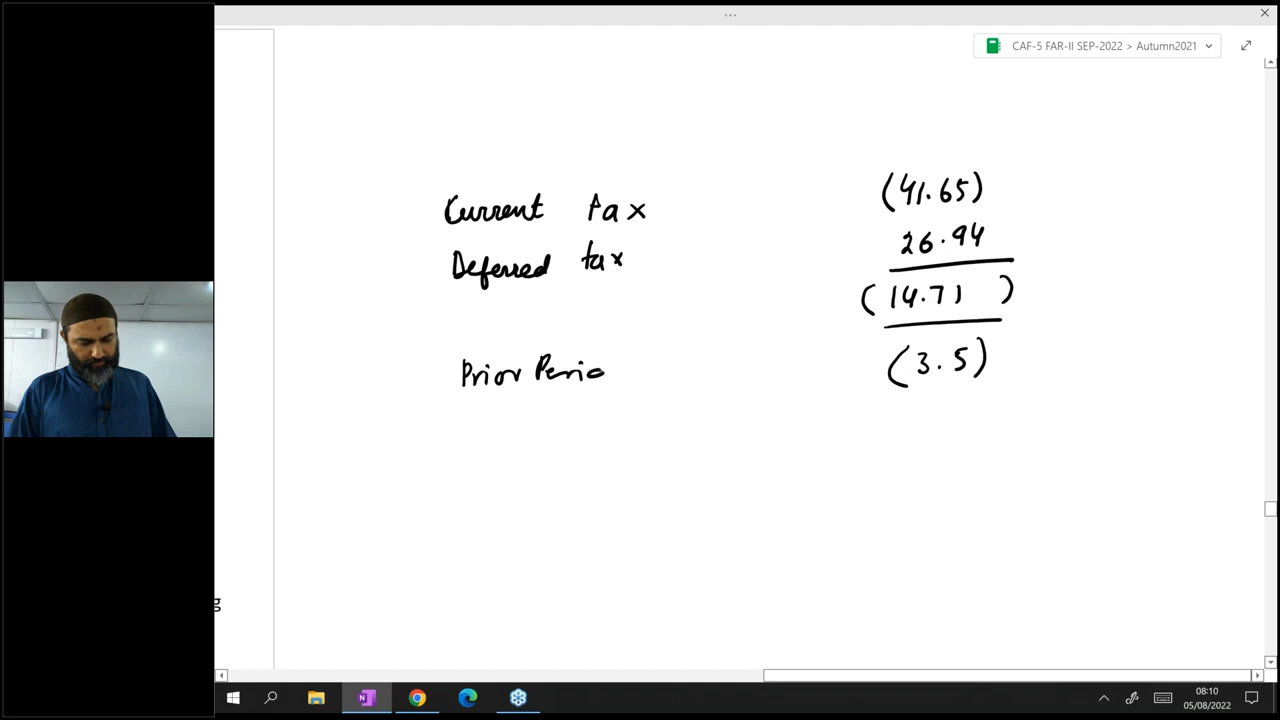 CAF-5 FAR-II SEP-2022 > Autumn2021
Current tax (41.65)
Deferred tax 26.94
(14.71)
Prior Perio (3.5)
g
08:10
05/08/2022